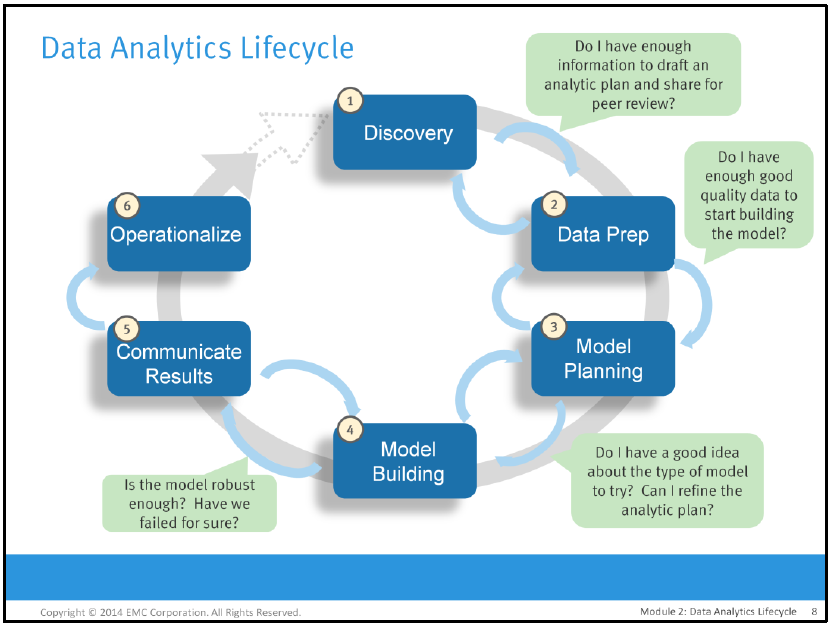 Data Analytics Lifecycle
Do I have enough
information to draft an
analytic plan and share for
peer review?
1
Discovery
Do I have
enough good
quality data to
start building
the model?
6
Operationalize
2
Data Prep
5
Communicate
Results
3
Model
Planning
4
Model
Building
Do I have a good idea
about the type of model
to try? Can I refine the
analytic plan?
Is the model robust
enough? Have we
failed for sure?
Copyright © 2014 EMC Corporation. All Rights Reserved.
Module 2: Data Analytics Lifecycle 8